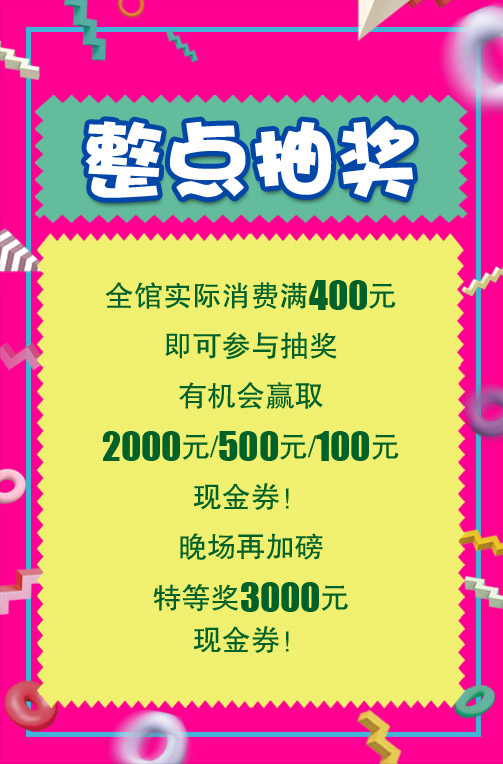 整点抽奖
全馆实际消费满400元
即可参与抽奖
有机会赢取
2000元/500元/100元
现金券！
晚场再加磅
特等奖3000元
现金券！